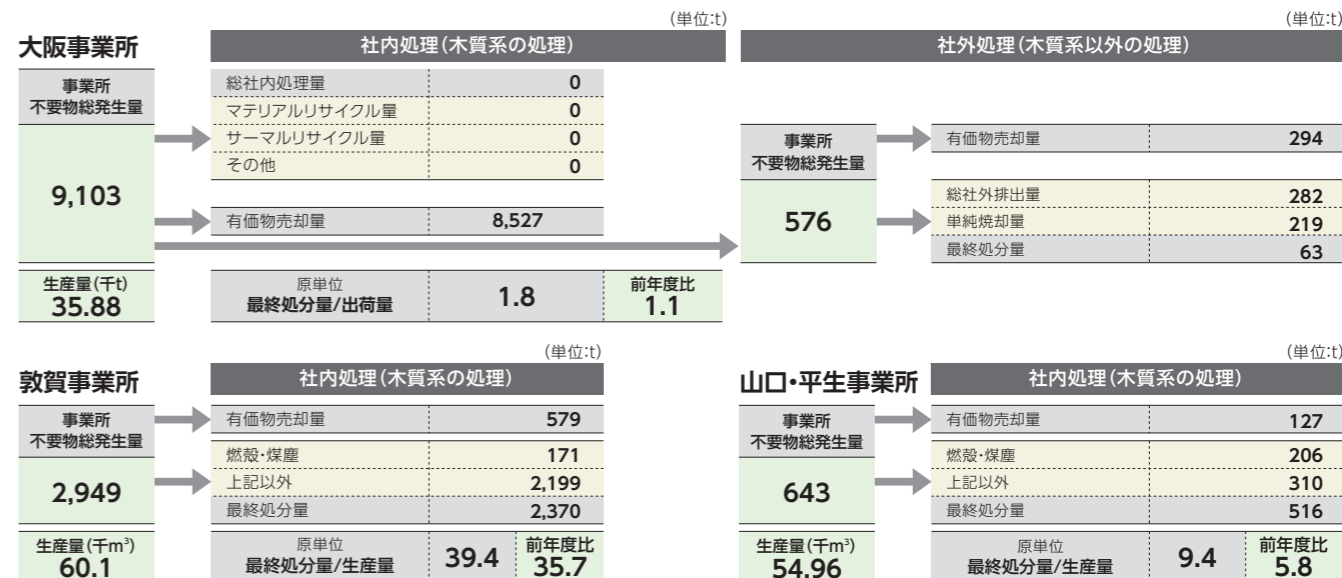 (単位:t)
大阪事業所
社内処理(木質系の処理)
事業所
不要物総発生量
9,103
総社内処理量 0
マテリアルリサイクル量 0
サーマルリサイクル量 0
その他 0
有価物売却量 8,527
生産量(千t)
35.88
原単位
最終処分量/出荷量
1.8
前年度比
1.1
(単位:t)
社外処理(木質系以外の処理)
事業所
不要物総発生量
576
有価物売却量 294
総社外排出量 282
単純焼却量 219
最終処分量 63
(単位:t)
敦賀事業所
社内処理(木質系の処理)
事業所
不要物総発生量
2,949
有価物売却量 579
燃殻・煤塵 171
上記以外 2,199
最終処分量 2,370
生産量(千m³)
60.1
原単位
最終処分量/生産量
39.4
前年度比
35.7
(単位:t)
山口・平生事業所
社内処理(木質系の処理)
事業所
不要物総発生量
643
有価物売却量 127
燃殻・煤塵 206
上記以外 310
最終処分量 516
生産量(千m³)
54.96
原単位
最終処分量/生産量
9.4
前年度比
5.8